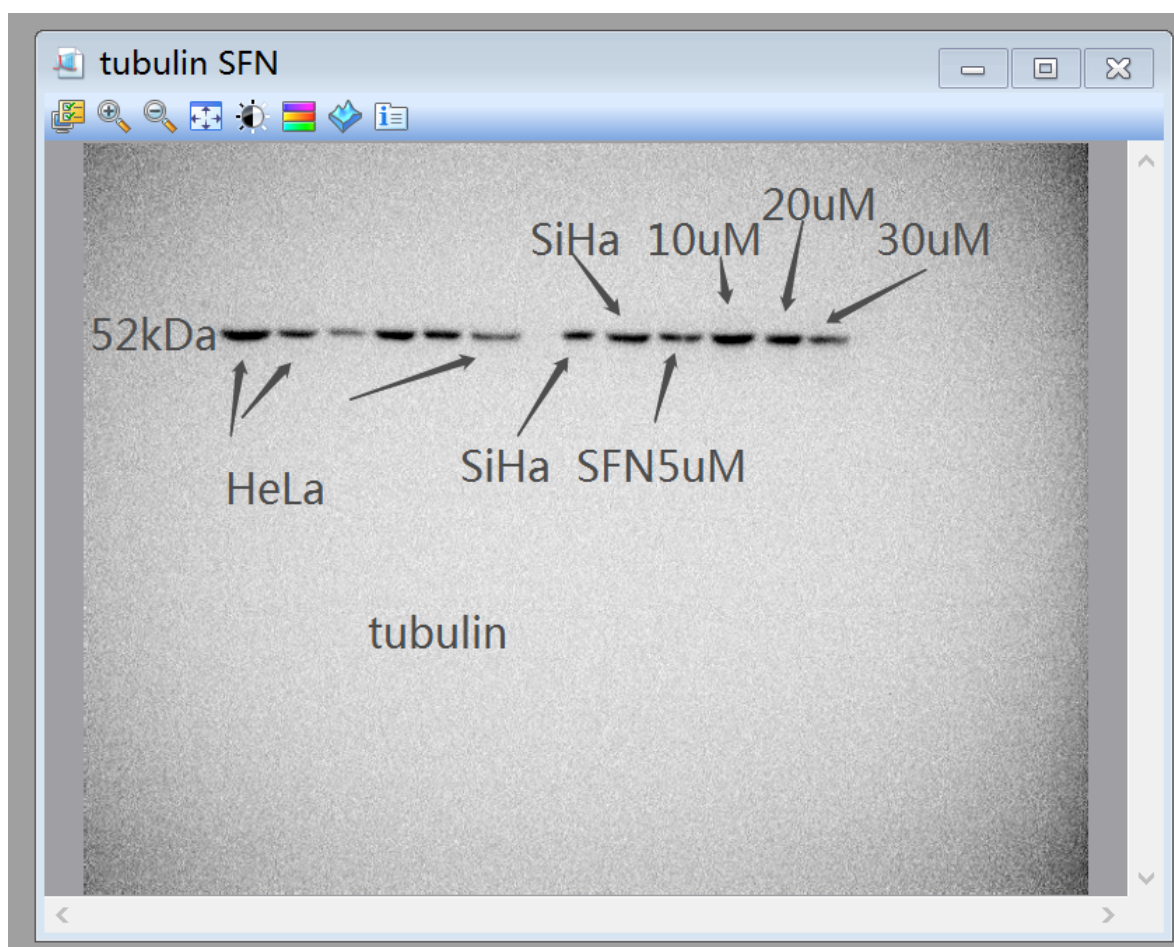 tubulin SFN
20uM
SiHa 10uM 30uM
52kDa
SiHa SFN5uM
HeLa
tubulin